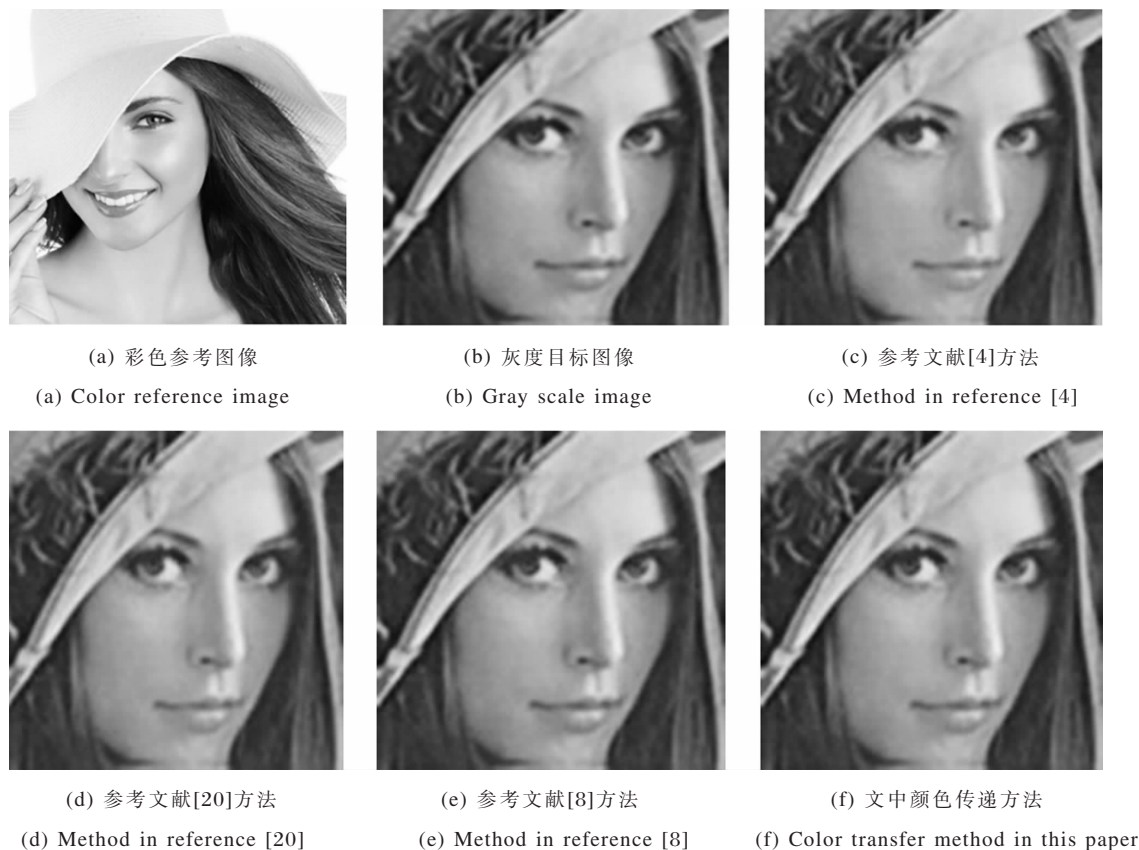 (a) 彩色参考图像
(b) 灰度目标图像
(c) 参考文献[4]方法
(a) Color reference image
(b) Gray scale image
(c) Method in reference [4]
(d) 参考文献[20]方法
(e) 参考文献[8]方法
(f) 文中颜色传递方法
(d) Method in reference [20]
(e) Method in reference [8]
(f) Color transfer method in this paper